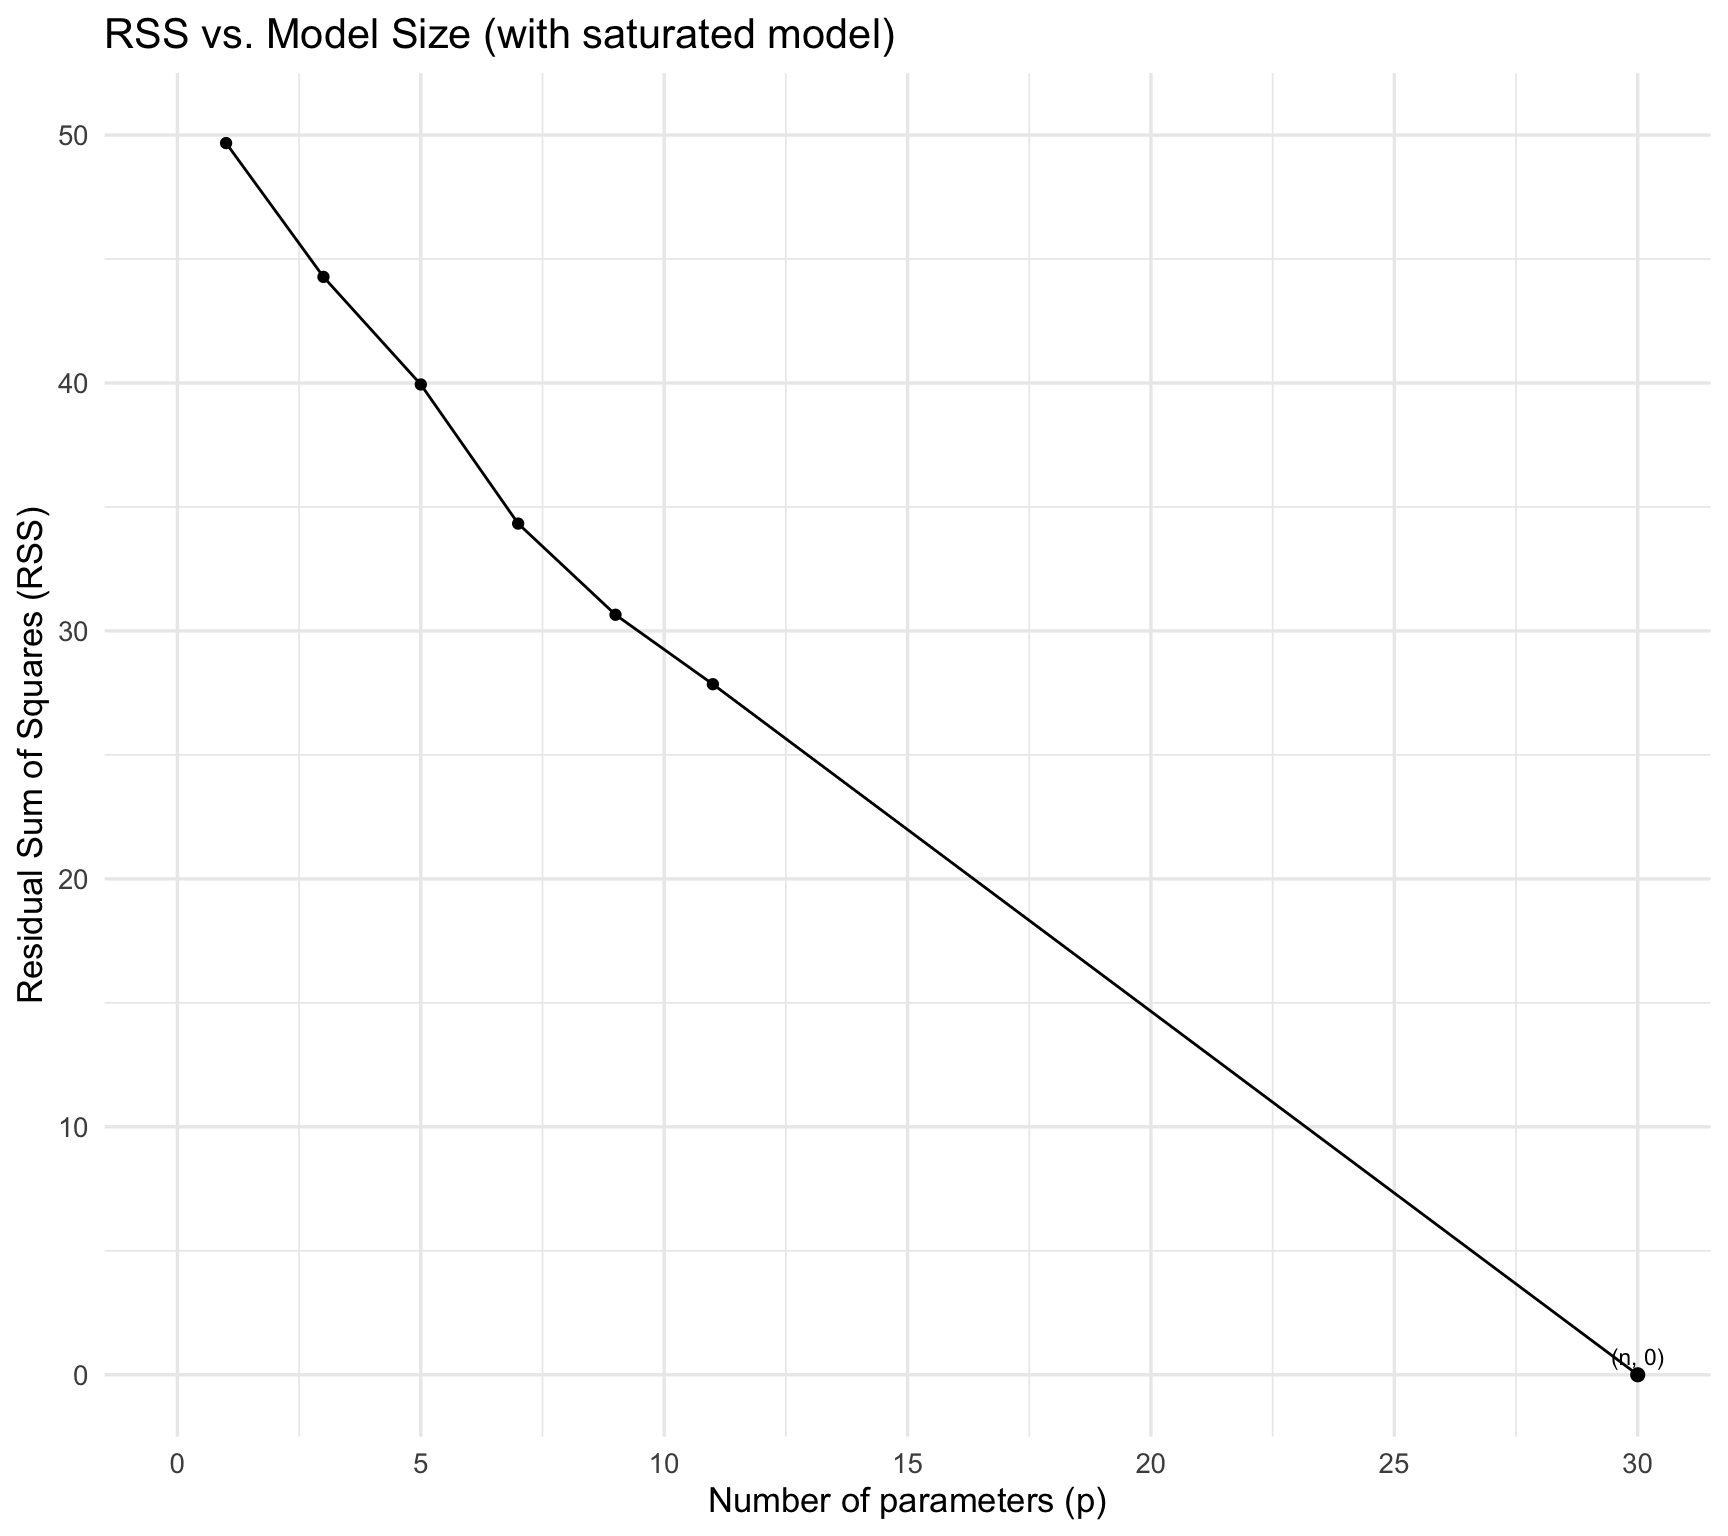 RSS vs. Model Size (with saturated model)
Residual Sum of Squares (RSS)
50
40
30
20
10
0
(n, 0)
0 5 10 15 20 25 30
Number of parameters (p)